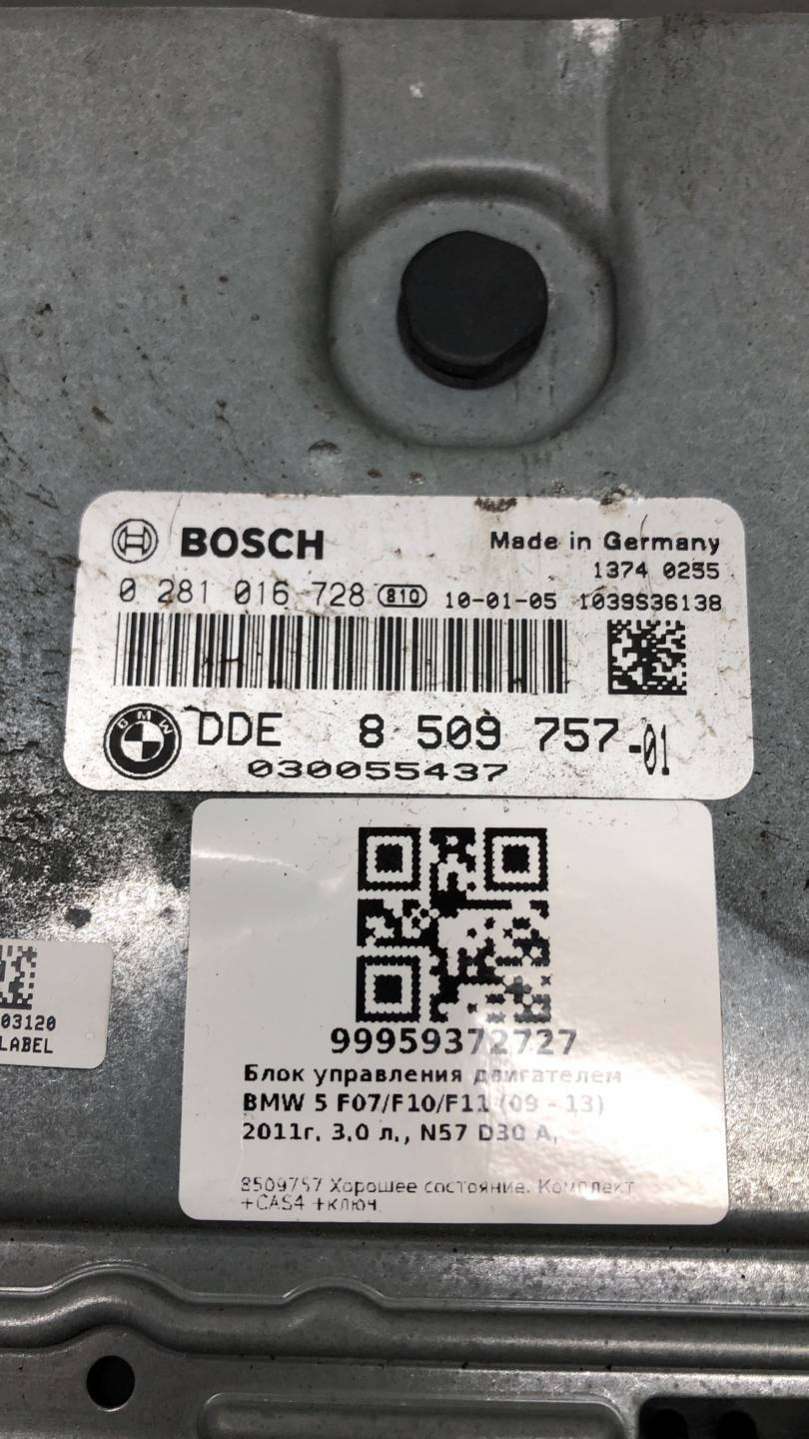 BOSCH
Made in Germany
1374 0255
0 281 016 728 810 10-01-05 1039S36138
BMW
DDE 8 509 757-01
030055437
03120
LABEL
99959372727
Блок управления двигателем
BMW 5 F07/F10/F11 (09 - 13)
2011г. 3.0 л., N57 D30 A, -
8509757 Хорошее состояние. Комплект
+CAS4 +ключ